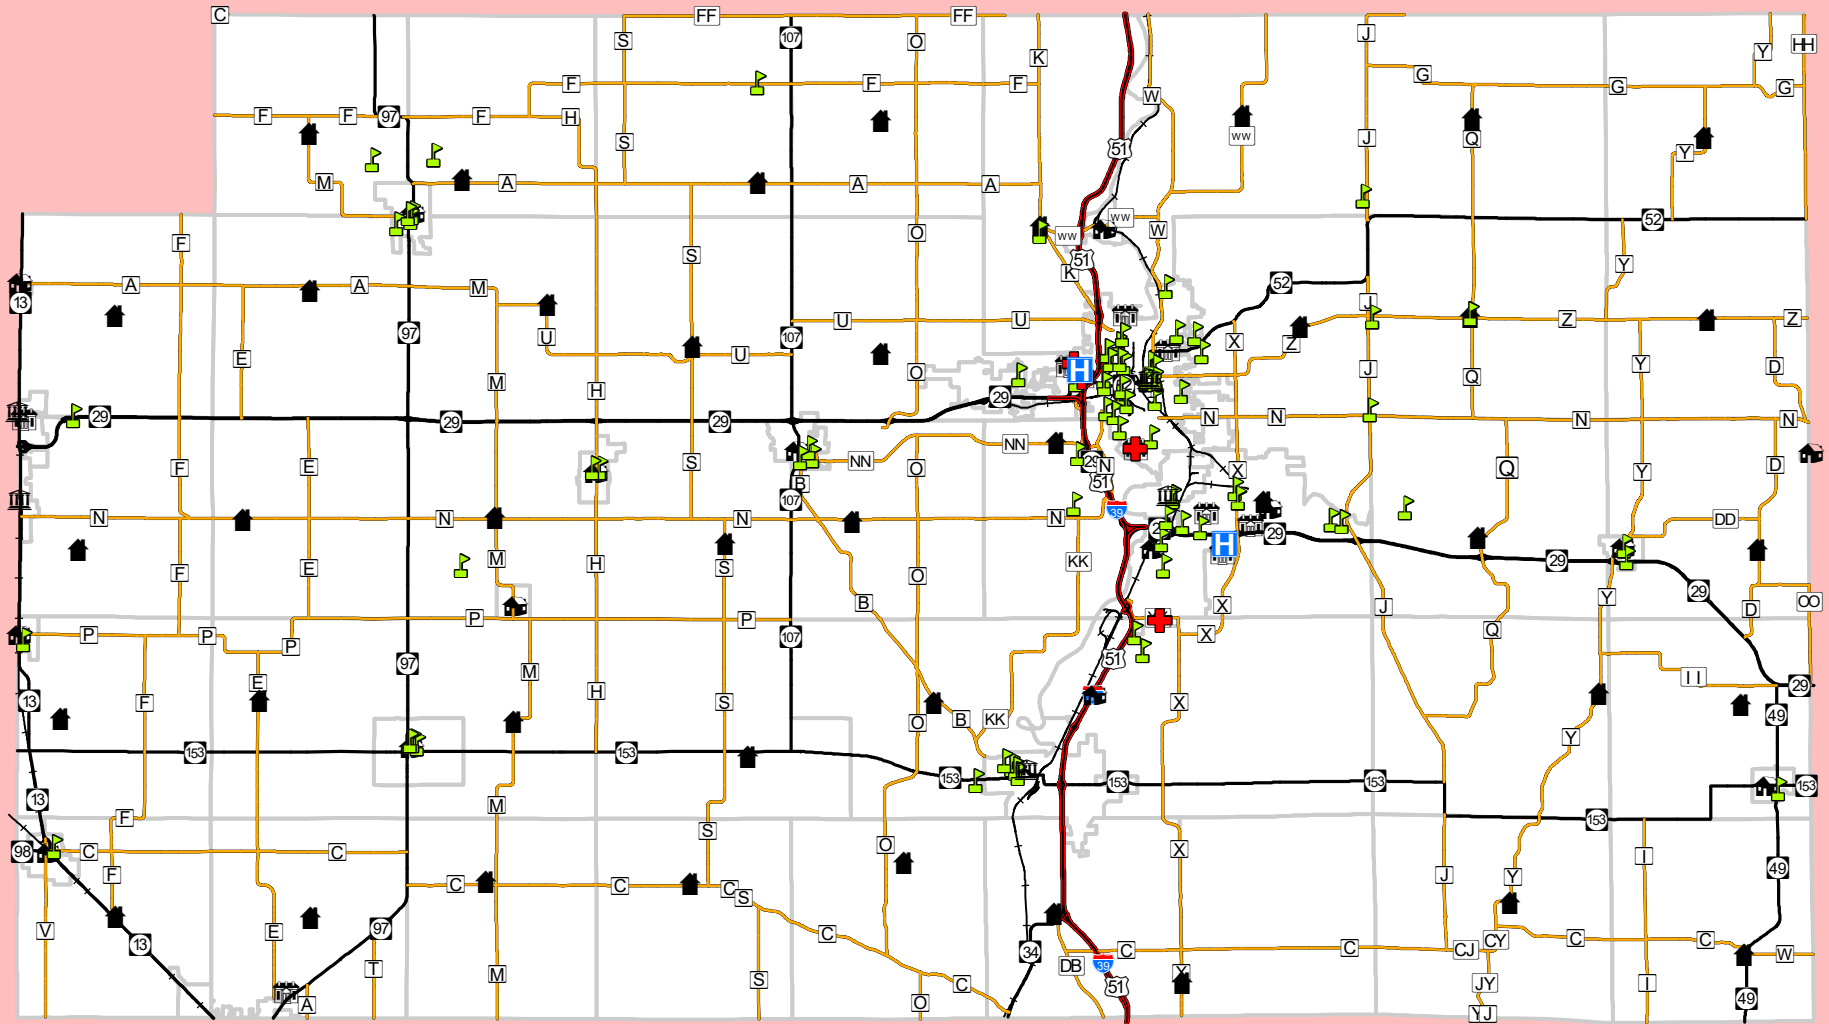 C FF FF
S 107 O K J Y HH
F F F G G G
F F 97 F H W
S 51 ww J Q Y
M A A A
F O ww W 52
ww 51 K Y
A A M S 52
13 J
U U Z Z
E 97 U 107 U X Z Y D
M H O H J Q
29 29 29 29 N N N N
NN NN 29 N
F E S O 51 X Q Y D
B 107
N N N N 39 DD
29 29 29
F E M H S O KK
B X J Y D OO
P P P P P 29
107 X Q
97 M 51
E H II 29
13 F S O B KK X 49
Y
153 153 153 153 153 153
13 M
F S 153
98 C C O X I
F C C C J Y 49
S
V E 97 C 34 C C CJ CY C C W
13 T M S DB 39 X
C 51 JY I
A O YJ 49